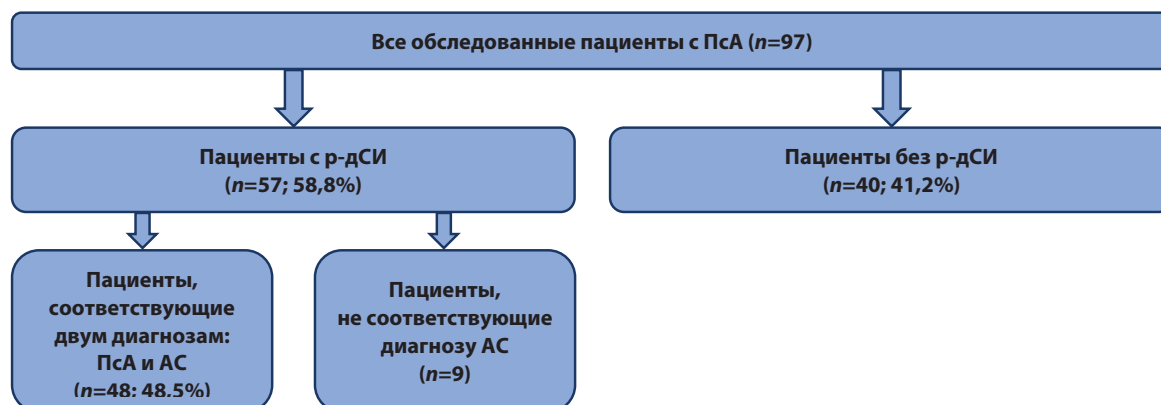 Все обследованные пациенты с ПсА (n=97)
Пациенты с р-дСИ
(n=57; 58,8%)
Пациенты без р-дСИ
(n=40; 41,2%)
Пациенты,
соответствующие
двум диагнозам:
ПсА и АС
(n=48; 48,5%)
Пациенты,
не соответствующие
диагнозу АС
(n=9)